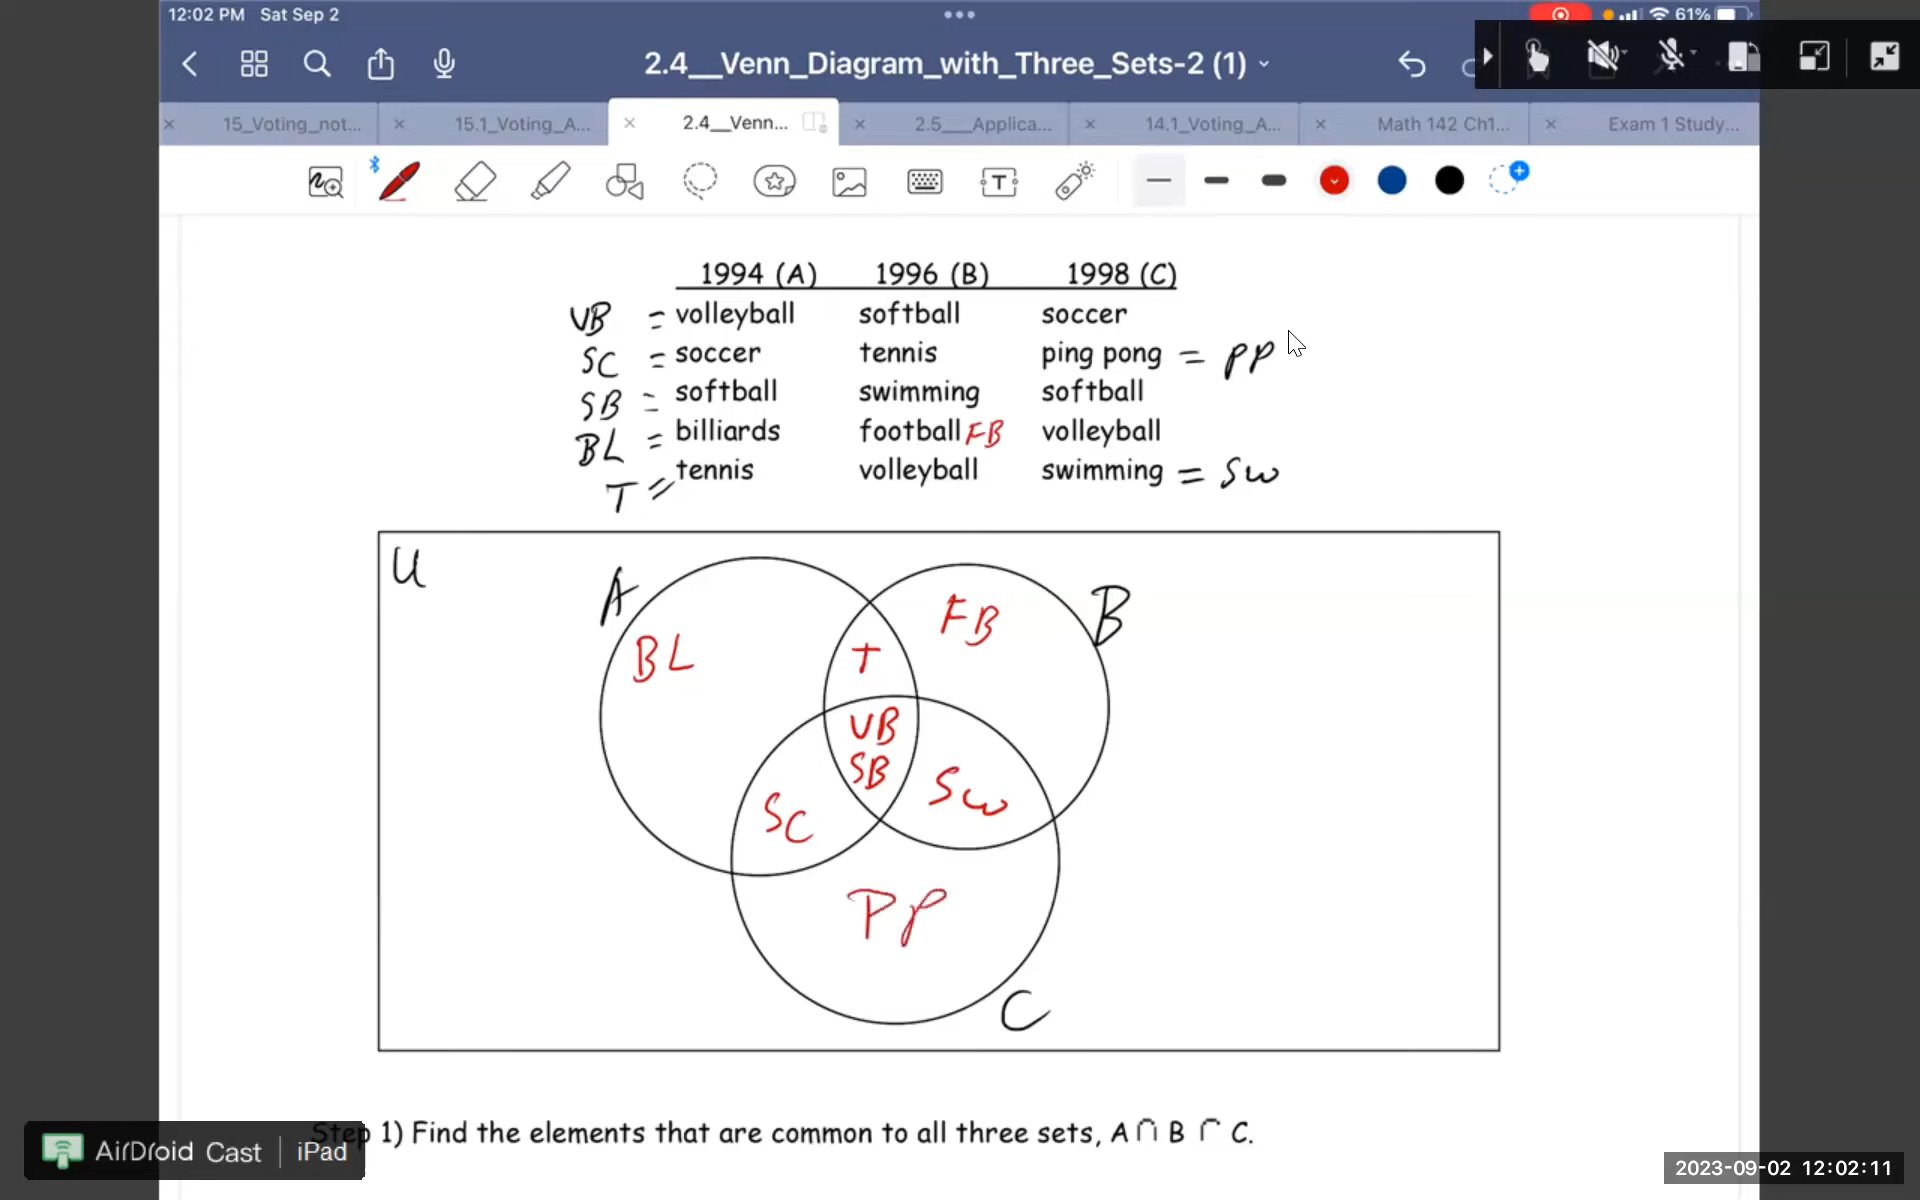 12:02 PM Sat Sep 2
61%
2.4__Venn_Diagram_with_Three_Sets-2 (1)
15_Voting_not... 15.1_Voting_A... 2.4__Venn... 2.5___Applica... 14.1_Voting_A... Math 142 Ch1... Exam 1 Study...
T
1994 (A) 1996 (B) 1998 (C)
VB = volleyball softball soccer
SC = soccer tennis ping pong = PP
SB = softball swimming softball
BL = billiards football FB volleyball
T = tennis volleyball swimming = SW
U
A
B
FB
BL
T
VB
SB
SW
SC
PP
C
Step 1) Find the elements that are common to all three sets, A∩ B ∩ C.
AirDroid Cast | iPad
2023-09-02 12:02:11